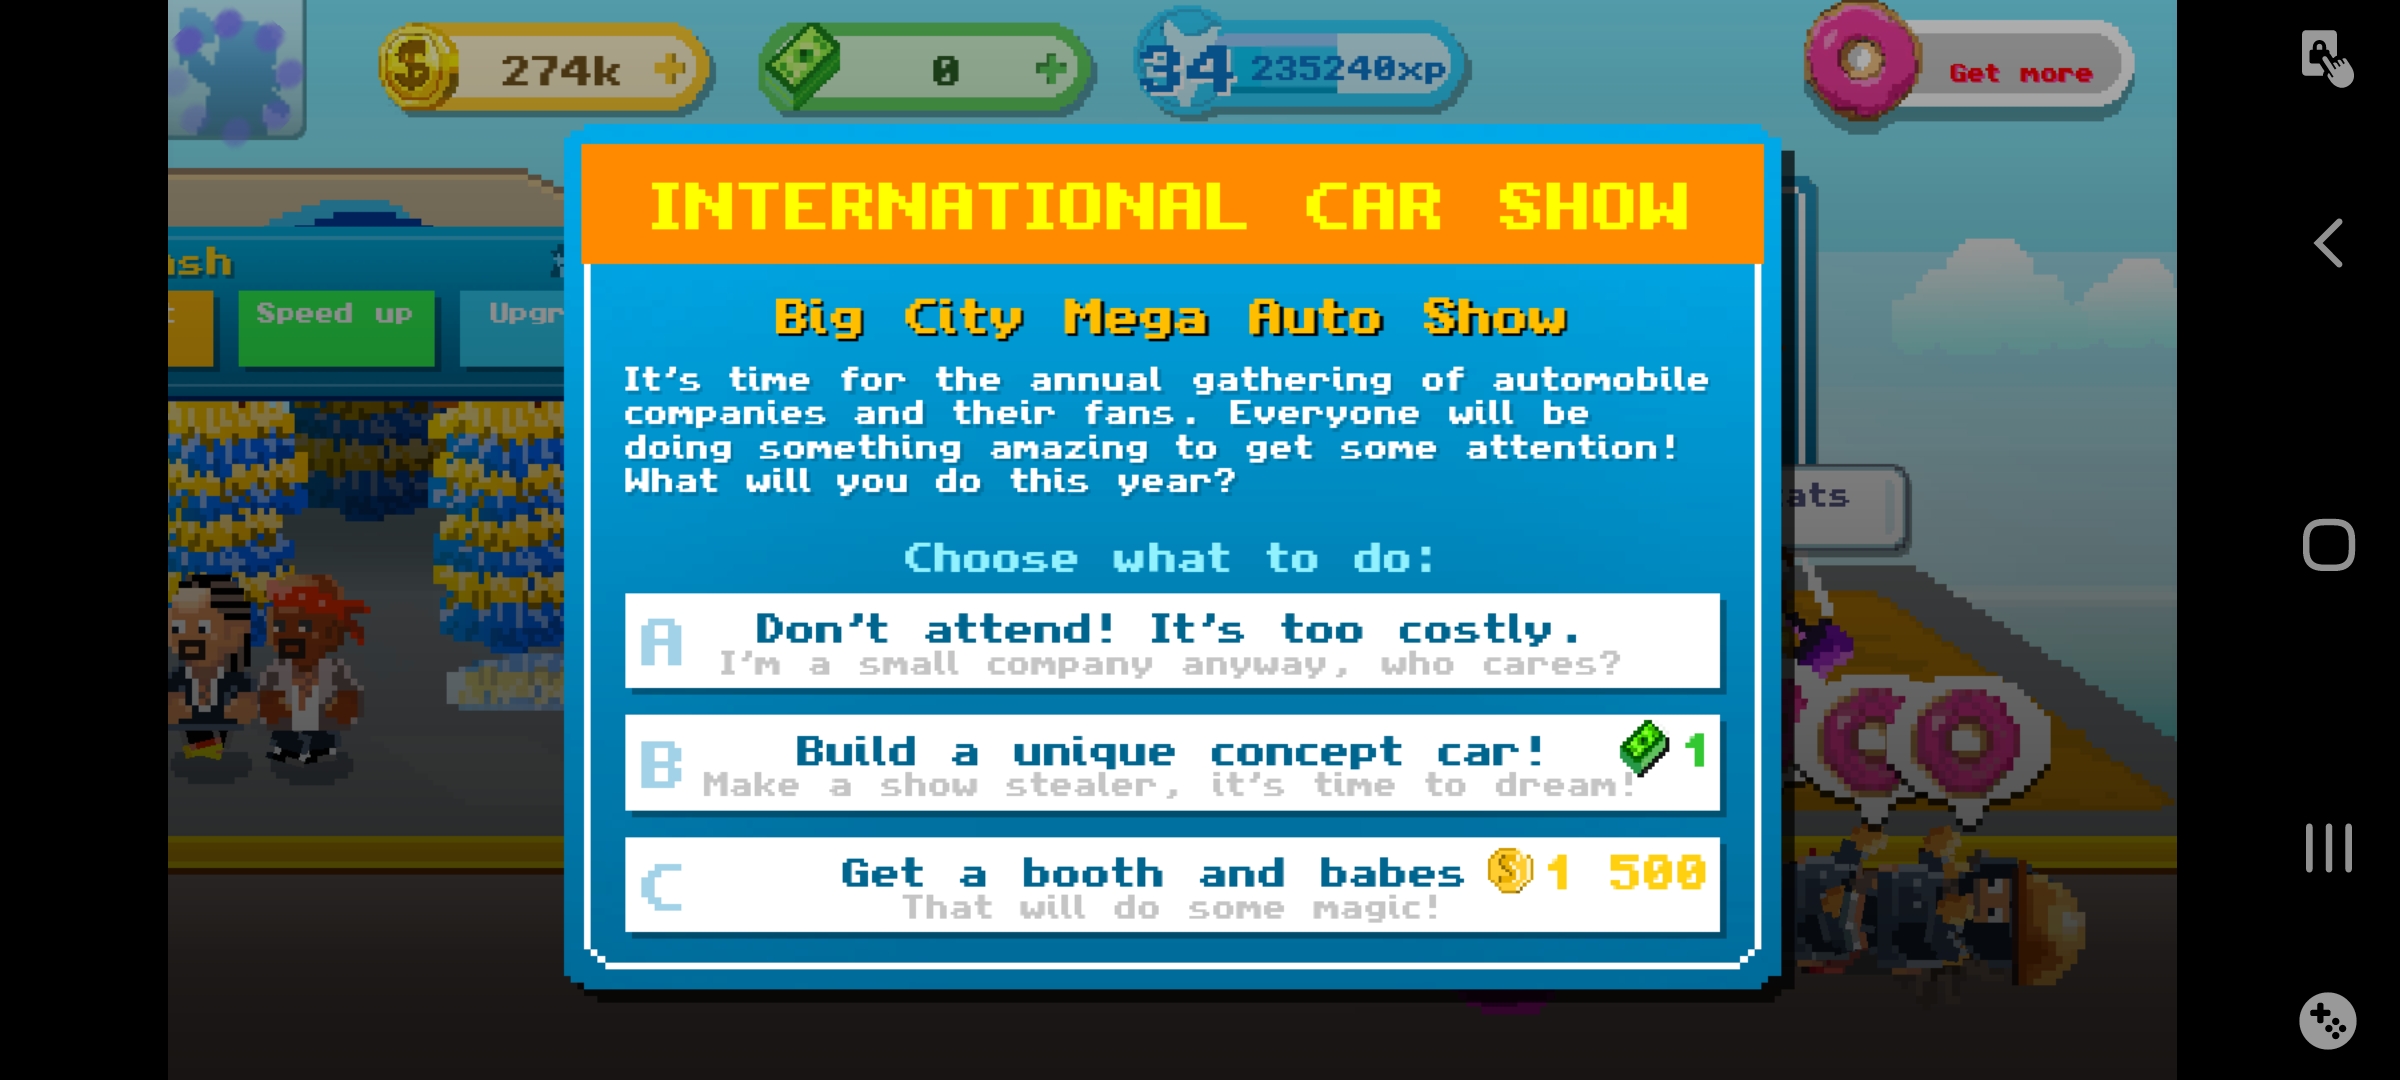 274k +
0 +
34 235240xp
Get more
INTERNATIONAL CAR SHOW
Big City Mega Auto Show
It's time for the annual gathering of automobile
companies and their fans. Everyone will be
doing something amazing to get some attention!
What will you do this year?
Choose what to do:
A Don't attend! It's too costly.
I'm a small company anyway, who cares?
B Build a unique concept car! 1
Make a show stealer, it's time to dream!
C Get a booth and babes 1 500
That will do some magic!
Speed up